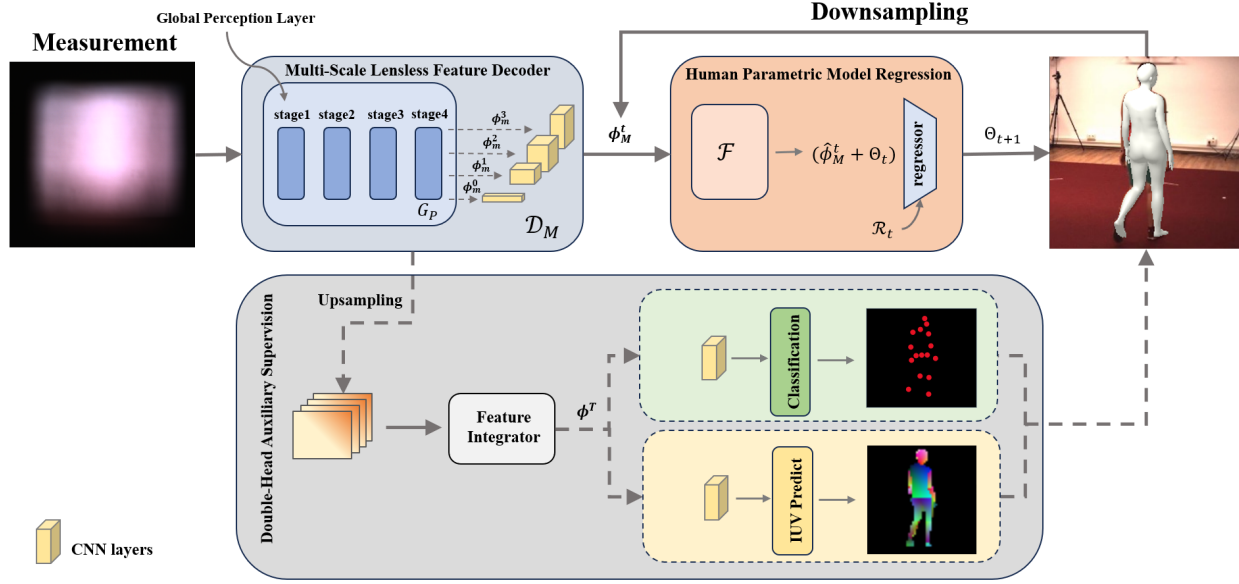 Downsampling
Global Perception Layer
Measurement
Multi-Scale Lensless Feature Decoder
stage1 stage2 stage3 stage4
ϕ_m^3
ϕ_m^2
ϕ_m^1
ϕ_m^0
G_P
𝒟_M
ϕ_M^t
Human Parametric Model Regression
ℱ
(ϕ̂_M^t + Θ_t)
regressor
ℛ_t
Θ_{t+1}
Double-Head Auxiliary Supervision
Upsampling
Feature
Integrator
ϕ^T
Classification
IUV Predict
CNN layers